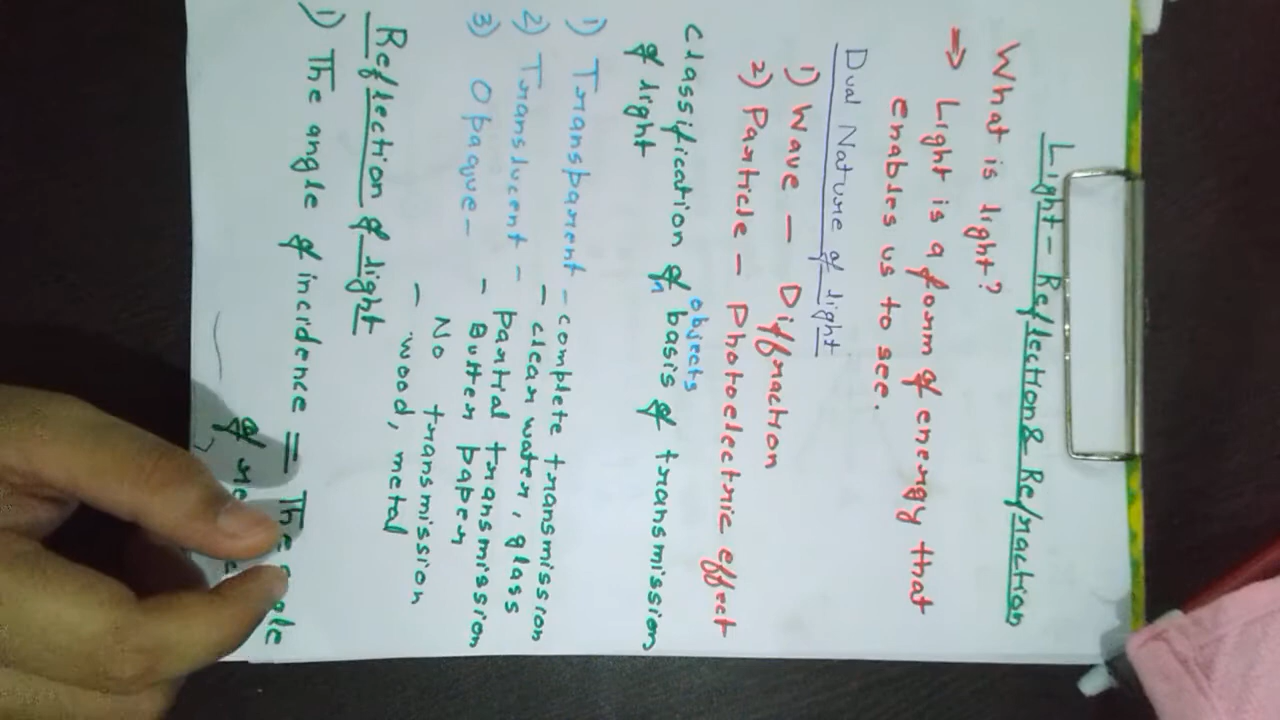 Light - Reflection & Refraction
What is light?
⇒ Light is a form of energy that
enables us to see.
Dual Nature of light
1) Wave - Diffraction
2) Particle - Photoelectric effect
objects
Classification of basis of transmission
of light
1) Transparent - complete transmission
- clear water, glass
2) Translucent - partial transmission
- Butter paper
3) Opaque - No transmission
- wood, metal
Reflection of light
1) The angle of incidence = The
of